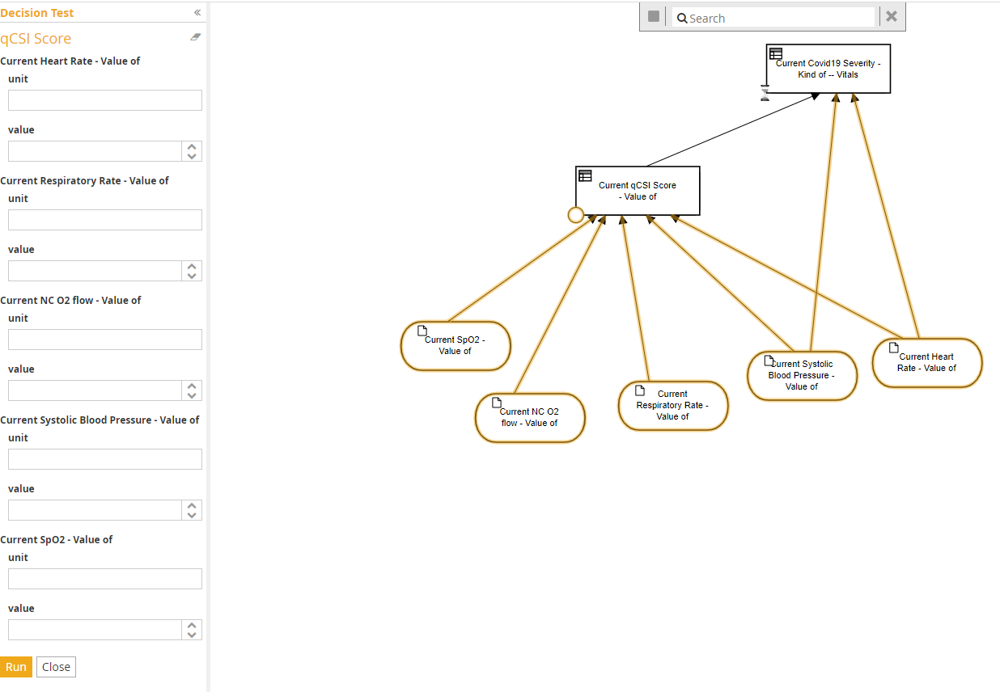 Decision Test
qCSI Score
Current Heart Rate - Value of
unit
value
Current Respiratory Rate - Value of
unit
value
Current NC O2 flow - Value of
unit
value
Current Systolic Blood Pressure - Value of
unit
value
Current SpO2 - Value of
unit
value
Run
Close
Search
Current Covid19 Severity -
Kind of -- Vitals
Current qCSI Score
- Value of
Current SpO2 -
Value of
Current NC O2
flow - Value of
Current
Respiratory Rate -
Value of
Current Systolic
Blood Pressure -
Value of
Current Heart
Rate - Value of